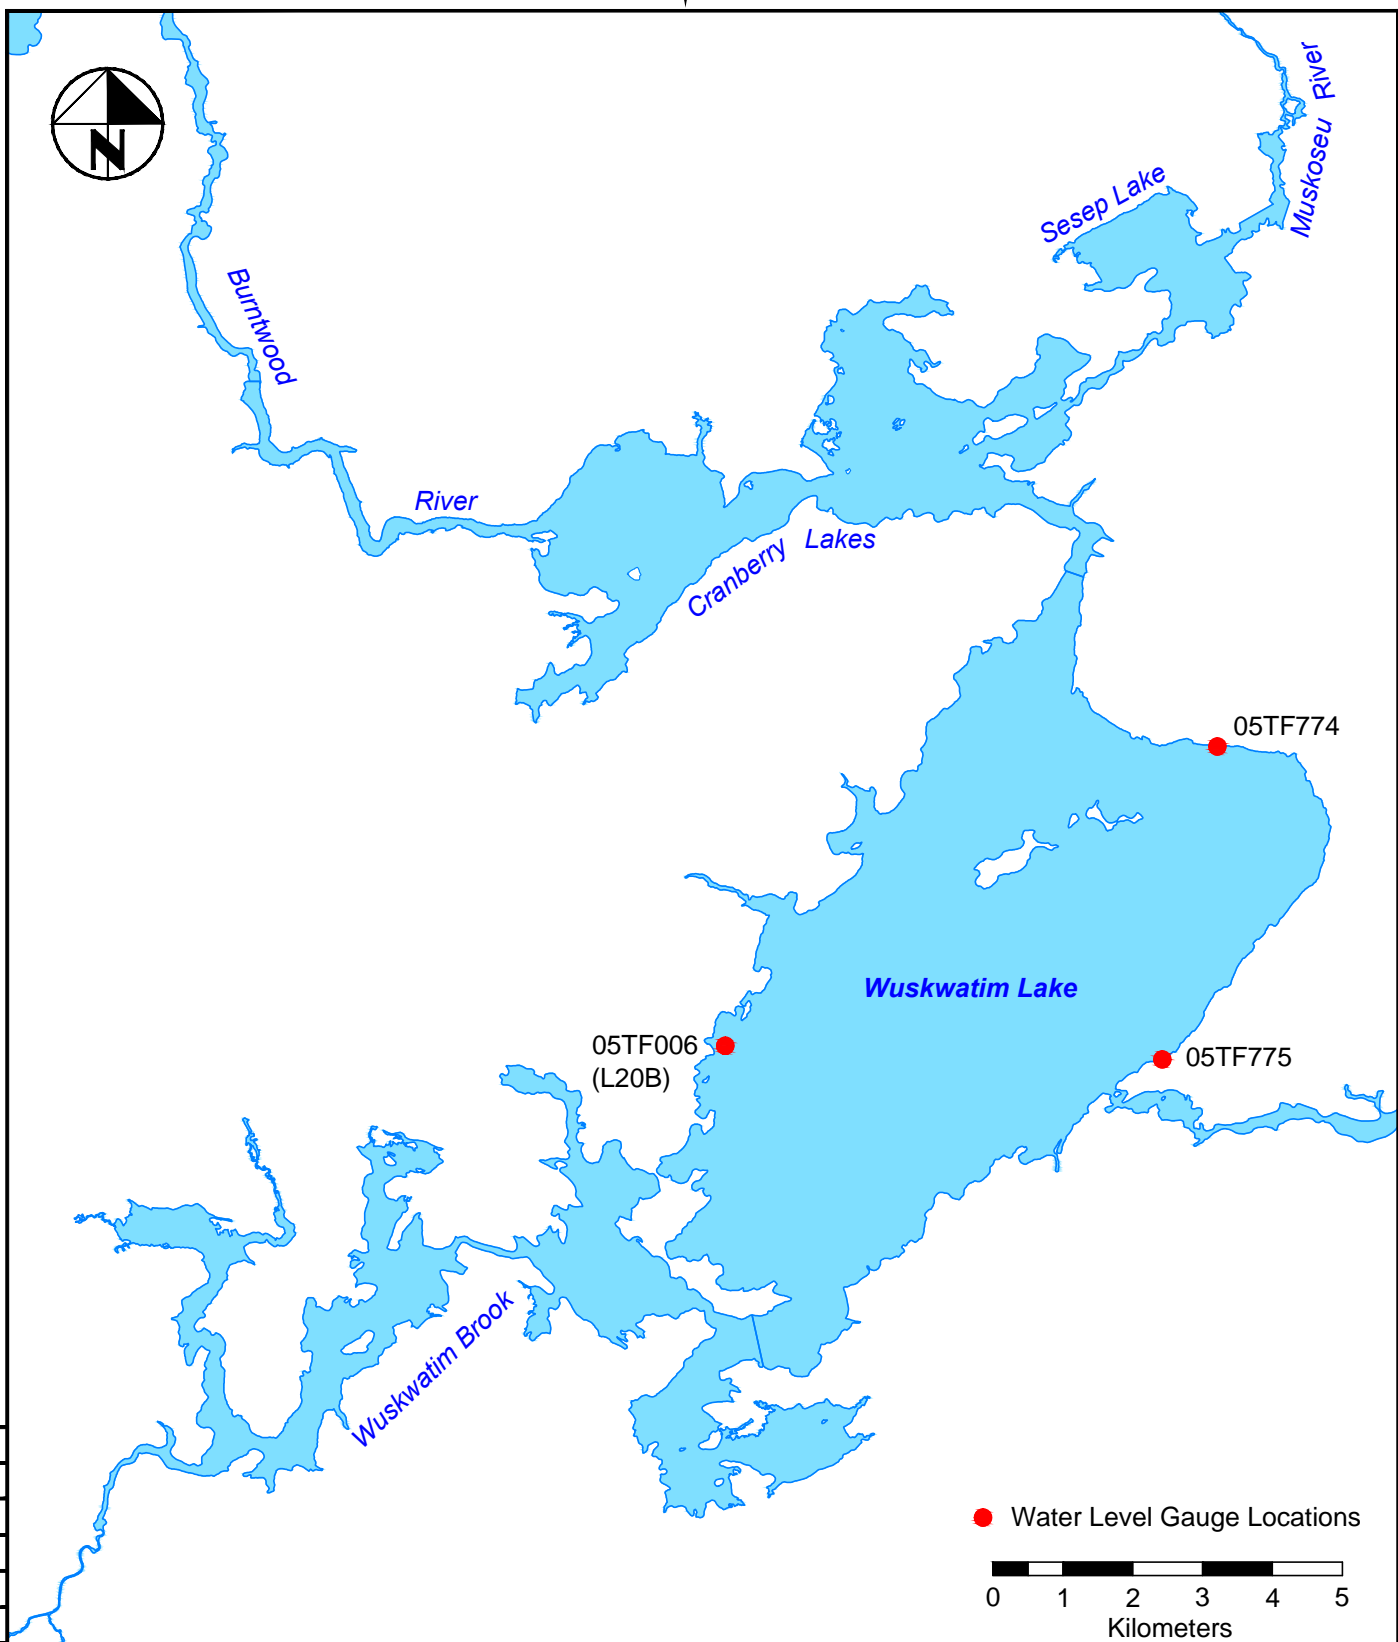 N
Muskoseu River
Sesep Lake
Burntwood
River
Cranberry Lakes
05TF774
Wuskwatim Lake
05TF006
(L20B)
05TF775
Wuskwatim Brook
Water Level Gauge Locations
0 1 2 3 4 5
Kilometers